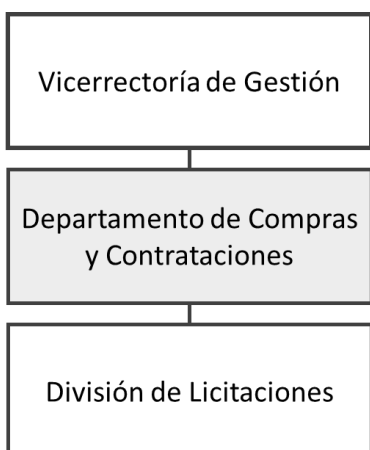 Vicerrectoría de Gestión
Departamento de Compras
y Contrataciones
División de Licitaciones